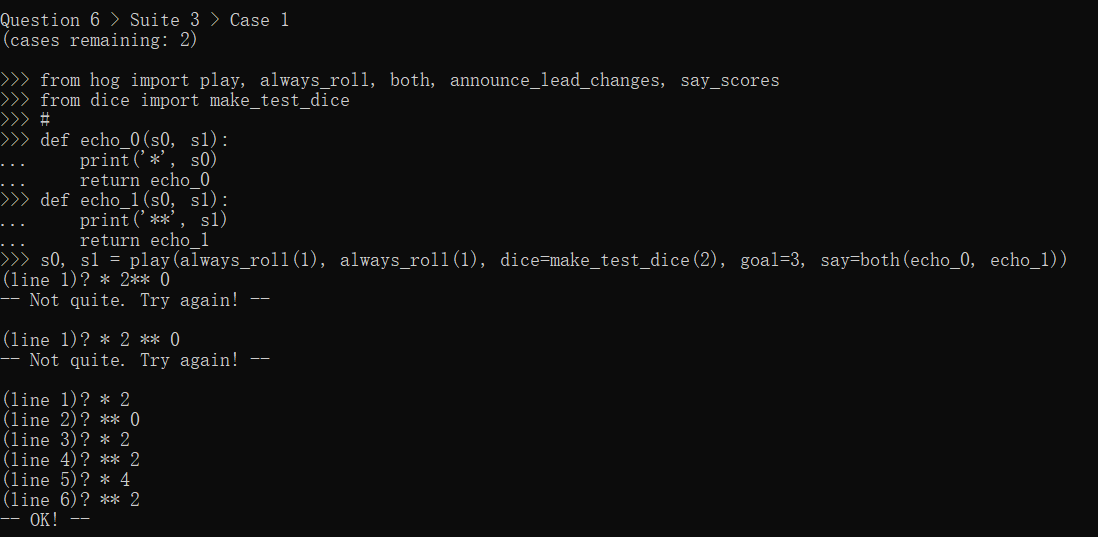 Question 6 > Suite 3 > Case 1
(cases remaining: 2)
>>> from hog import play, always_roll, both, announce_lead_changes, say_scores
>>> from dice import make_test_dice
>>> #
>>> def echo_0(s0, s1):
...     print('*', s0)
...     return echo_0
>>> def echo_1(s0, s1):
...     print('**', s1)
...     return echo_1
>>> s0, s1 = play(always_roll(1), always_roll(1), dice=make_test_dice(2), goal=3, say=both(echo_0, echo_1))
(line 1)? * 2** 0
-- Not quite. Try again! --
(line 1)? * 2 ** 0
-- Not quite. Try again! --
(line 1)? * 2
(line 2)? ** 0
(line 3)? * 2
(line 4)? ** 2
(line 5)? * 4
(line 6)? ** 2
-- OK! --